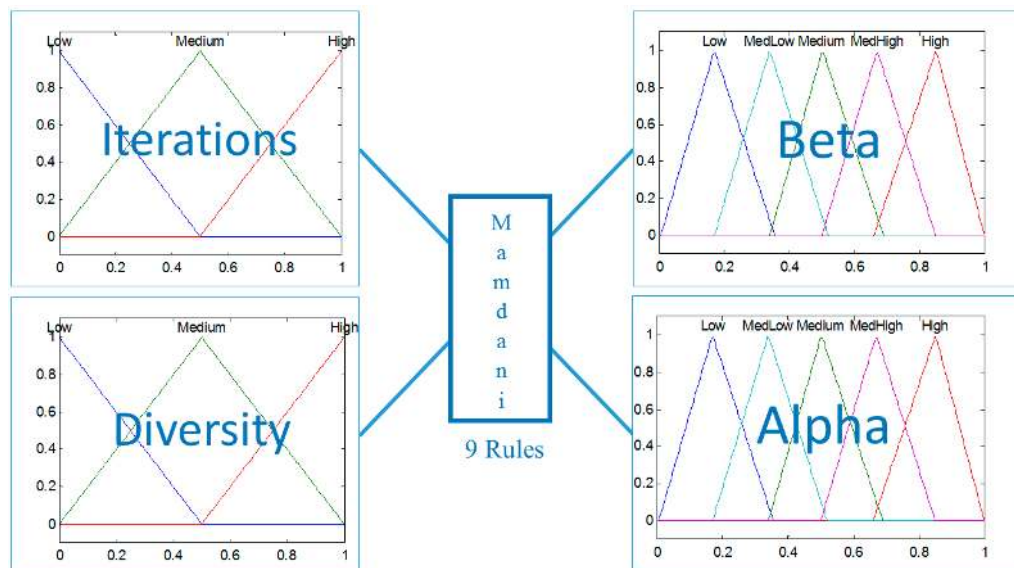 Low Medium High
1
0.8
0.6
0.4
0.2
0
0 0.2 0.4 0.6 0.8 1
Iterations
Low Medium High
1
0.8
0.6
0.4
0.2
0
0 0.2 0.4 0.6 0.8 1
Diversity
M
a
m
d
a
n
i
9 Rules
Low MedLow Medium MedHigh High
1
0.8
0.6
0.4
0.2
0
0 0.2 0.4 0.6 0.8 1
Beta
Low MedLow Medium MedHigh High
1
0.8
0.6
0.4
0.2
0
0 0.2 0.4 0.6 0.8 1
Alpha